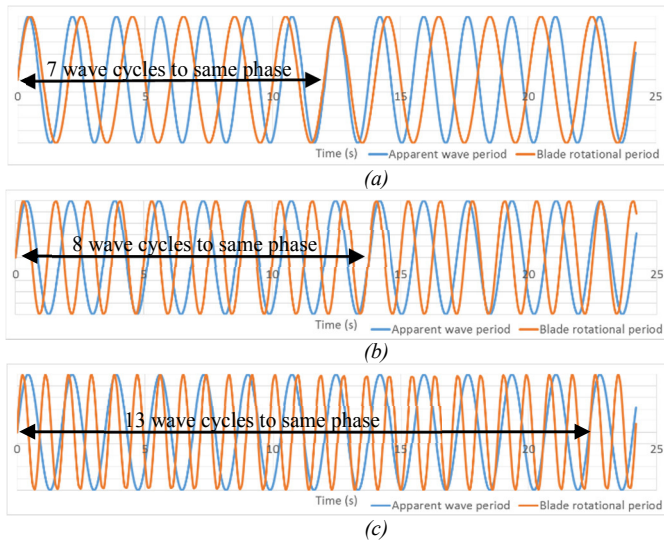 7 wave cycles to same phase
0 5 10 15 20 25
Time (s)
Apparent wave period Blade rotational period
(a)
8 wave cycles to same phase
0 5 10 15 20 25
Time (s)
Apparent wave period Blade rotational period
(b)
13 wave cycles to same phase
0 5 10 15 20 25
Time (s)
Apparent wave period Blade rotational period
(c)